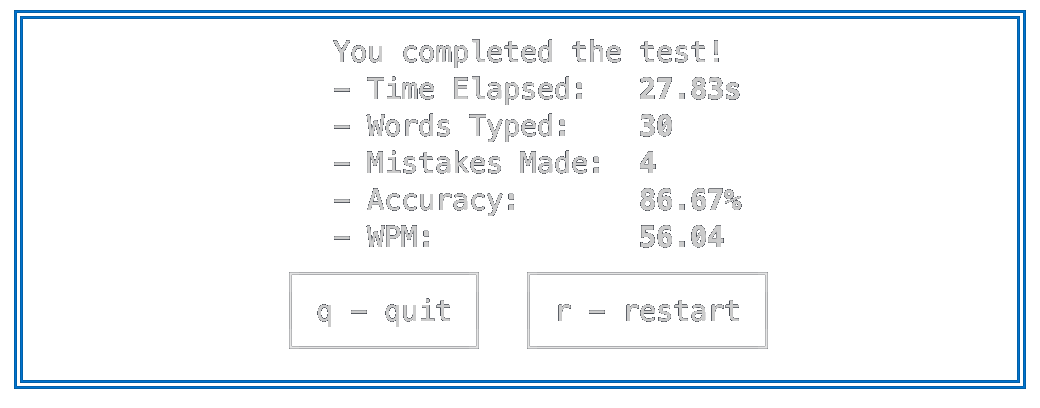 You completed the test!
– Time Elapsed: 27.83s
– Words Typed: 30
– Mistakes Made: 4
– Accuracy: 86.67%
– WPM: 56.04
q – quit r – restart